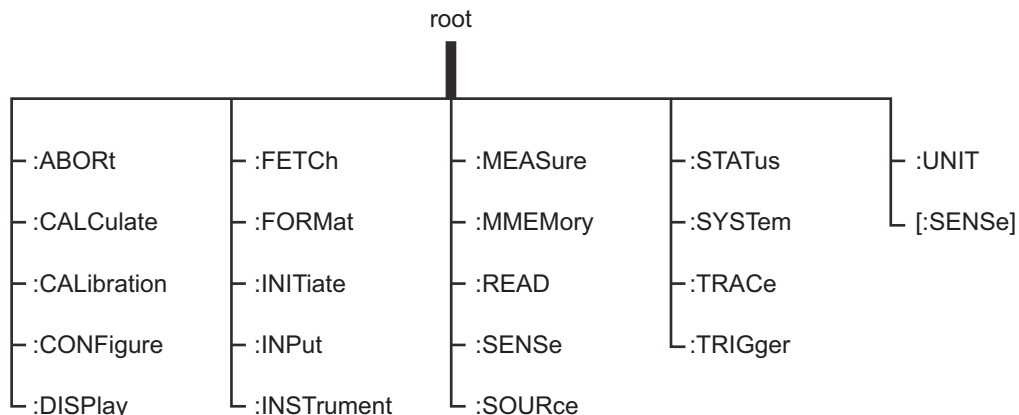 root
:ABORt
:CALCulate
:CALibration
:CONFigure
:DISPlay
:FETCh
:FORMat
:INITiate
:INPut
:INSTrument
:MEASure
:MMEMory
:READ
:SENSe
:SOURce
:STATus
:SYSTem
:TRACe
:TRIGger
:UNIT
[:SENSe]